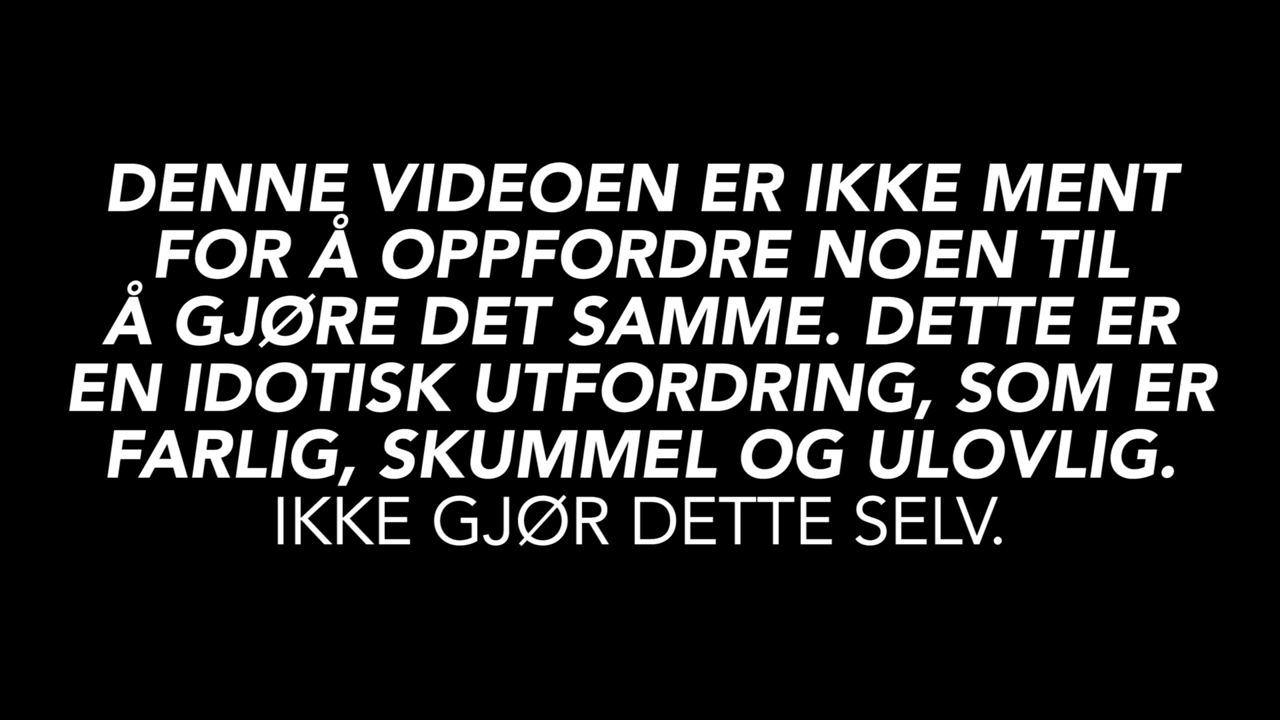 DENNE VIDEOEN ER IKKE MENT
FOR Å OPPFORDRE NOEN TIL
Å GJØRE DET SAMME. DETTE ER
EN IDOTISK UTFORDRING, SOM ER
FARLIG, SKUMMEL OG ULOVLIG.
IKKE GJØR DETTE SELV.